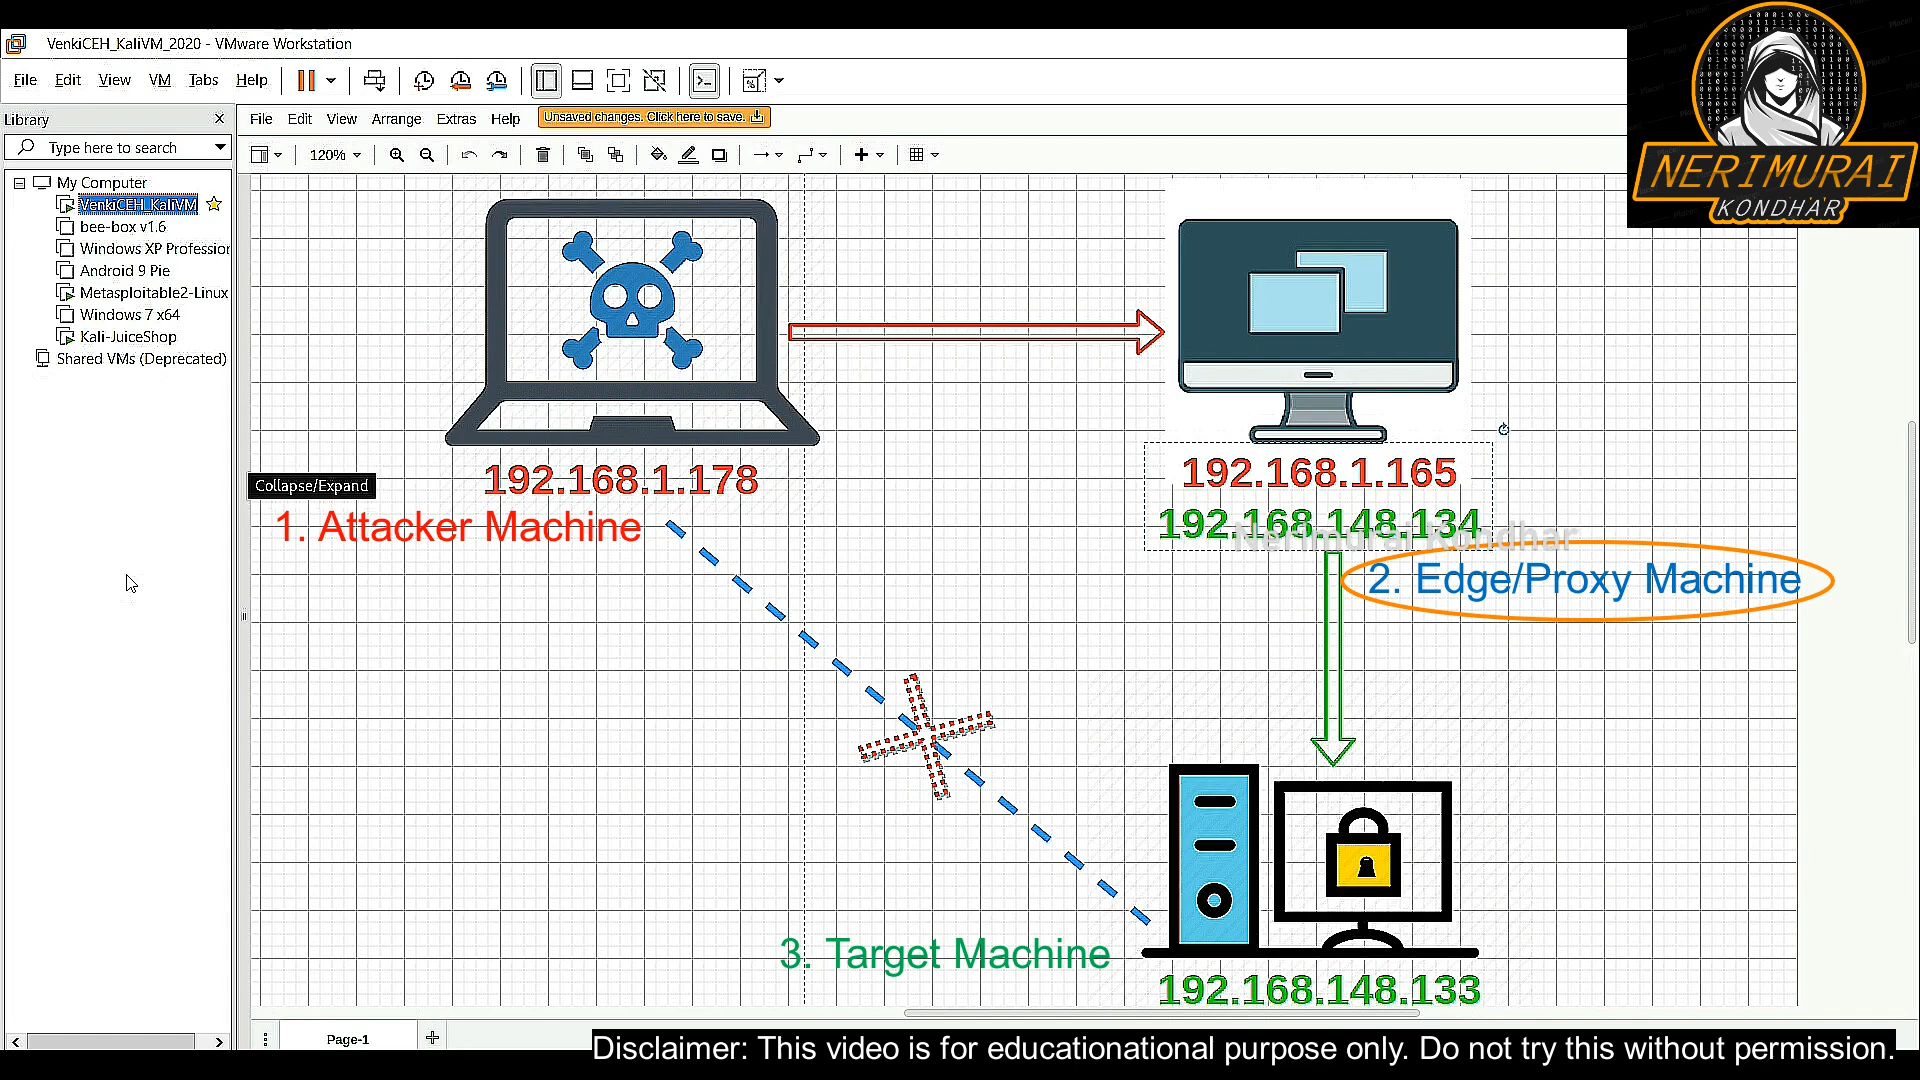 VenkiCEH_KaliVM_2020 - VMware Workstation
File Edit View VM Tabs Help
NERIMURAI
KONDHAR
Library
Type here to search
My Computer
VenkiCEH_KaliVM
bee-box v1.6
Windows XP Profession
Android 9 Pie
Metasploitable2-Linux
Windows 7 x64
Kali-JuiceShop
Shared VMs (Deprecated)
File Edit View Arrange Extras Help Unsaved changes. Click here to save.
120%
192.168.1.178
192.168.1.165
Collapse/Expand
1. Attacker Machine
192.168.148.134
Nerimurai Kondhar
2. Edge/Proxy Machine
3. Target Machine
192.168.148.133
Page-1
Disclaimer: This video is for educationational purpose only. Do not try this without permission.